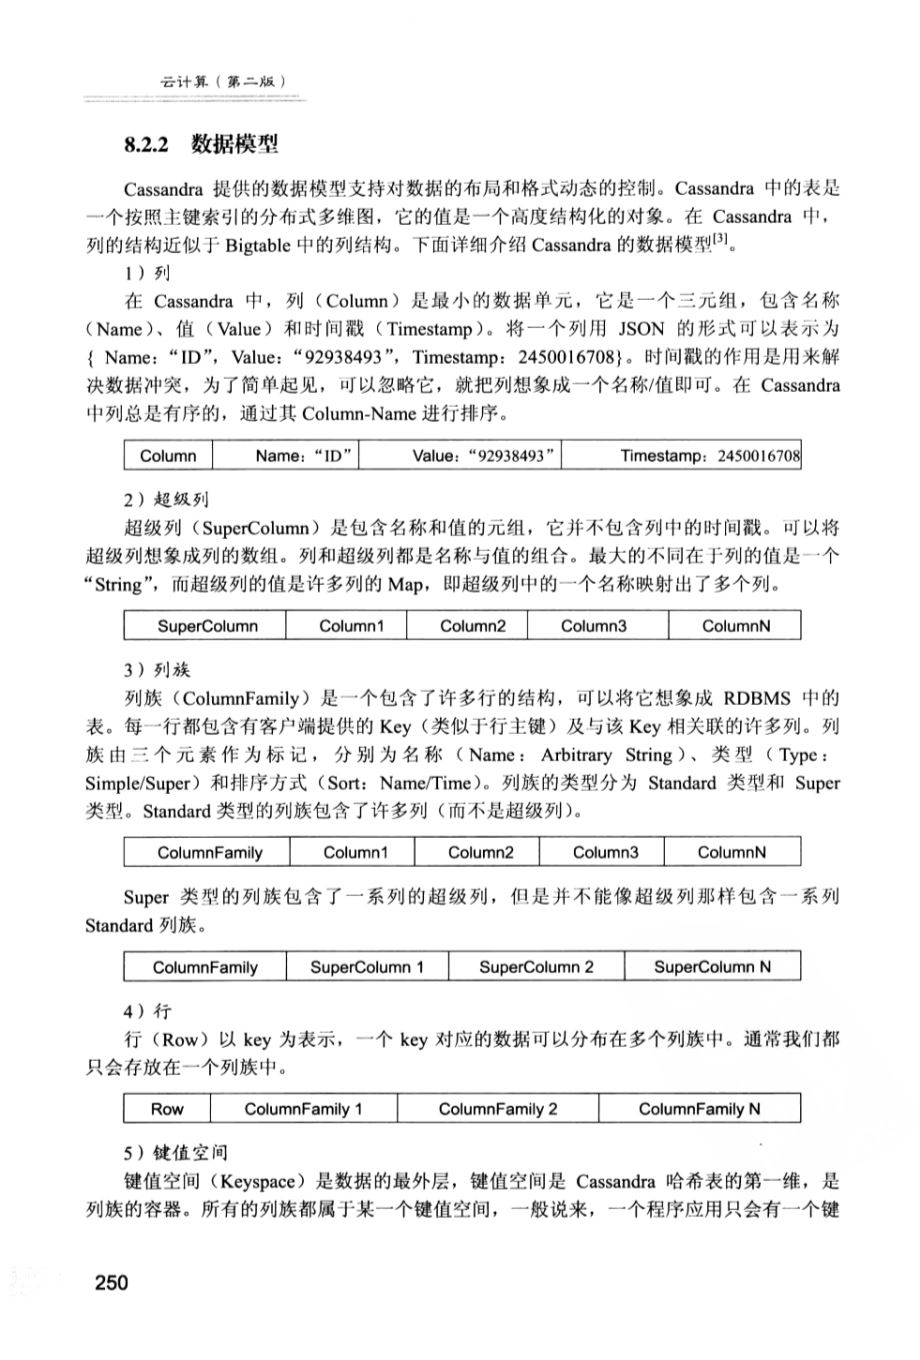 云计算（第二版）
8.2.2 数据模型
Cassandra 提供的数据模型支持对数据的布局和格式动态的控制。Cassandra 中的表是
一个按照主键索引的分布式多维图，它的值是一个高度结构化的对象。在 Cassandra 中，
列的结构近似于 Bigtable 中的列结构。下面详细介绍 Cassandra 的数据模型[3]。
1）列
在 Cassandra 中，列（Column）是最小的数据单元，它是一个三元组，包含名称
（Name）、值（Value）和时间戳（Timestamp）。将一个列用 JSON 的形式可以表示为
{ Name：“ID”，Value：“92938493”，Timestamp：2450016708}。时间戳的作用是用来解
决数据冲突，为了简单起见，可以忽略它，就把列想象成一个名称/值即可。在 Cassandra
中列总是有序的，通过其 Column-Name 进行排序。
Column Name：“ID” Value：“92938493” Timestamp：2450016708
2）超级列
超级列（SuperColumn）是包含名称和值的元组，它并不包含列中的时间戳。可以将
超级列想象成列的数组。列和超级列都是名称与值的组合。最大的不同在于列的值是一个
“String”，而超级列的值是许多列的 Map，即超级列中的一个名称映射出了多个列。
SuperColumn Column1 Column2 Column3 ColumnN
3）列族
列族（ColumnFamily）是一个包含了许多行的结构，可以将它想象成 RDBMS 中的
表。每一行都包含有客户端提供的 Key（类似于行主键）及与该 Key 相关联的许多列。列
族由三个元素作为标记，分别为名称（Name：Arbitrary String）、类型（Type：
Simple/Super）和排序方式（Sort：Name/Time）。列族的类型分为 Standard 类型和 Super
类型。Standard 类型的列族包含了许多列（而不是超级列）。
ColumnFamily Column1 Column2 Column3 ColumnN
Super 类型的列族包含了一系列的超级列，但是并不能像超级列那样包含一系列
Standard 列族。
ColumnFamily SuperColumn 1 SuperColumn 2 SuperColumn N
4）行
行（Row）以 key 为表示，一个 key 对应的数据可以分布在多个列族中。通常我们都
只会存放在一个列族中。
Row ColumnFamily 1 ColumnFamily 2 ColumnFamily N
5）键值空间
键值空间（Keyspace）是数据的最外层，键值空间是 Cassandra 哈希表的第一维，是
列族的容器。所有的列族都属于某一个键值空间，一般说来，一个程序应用只会有一个键
250